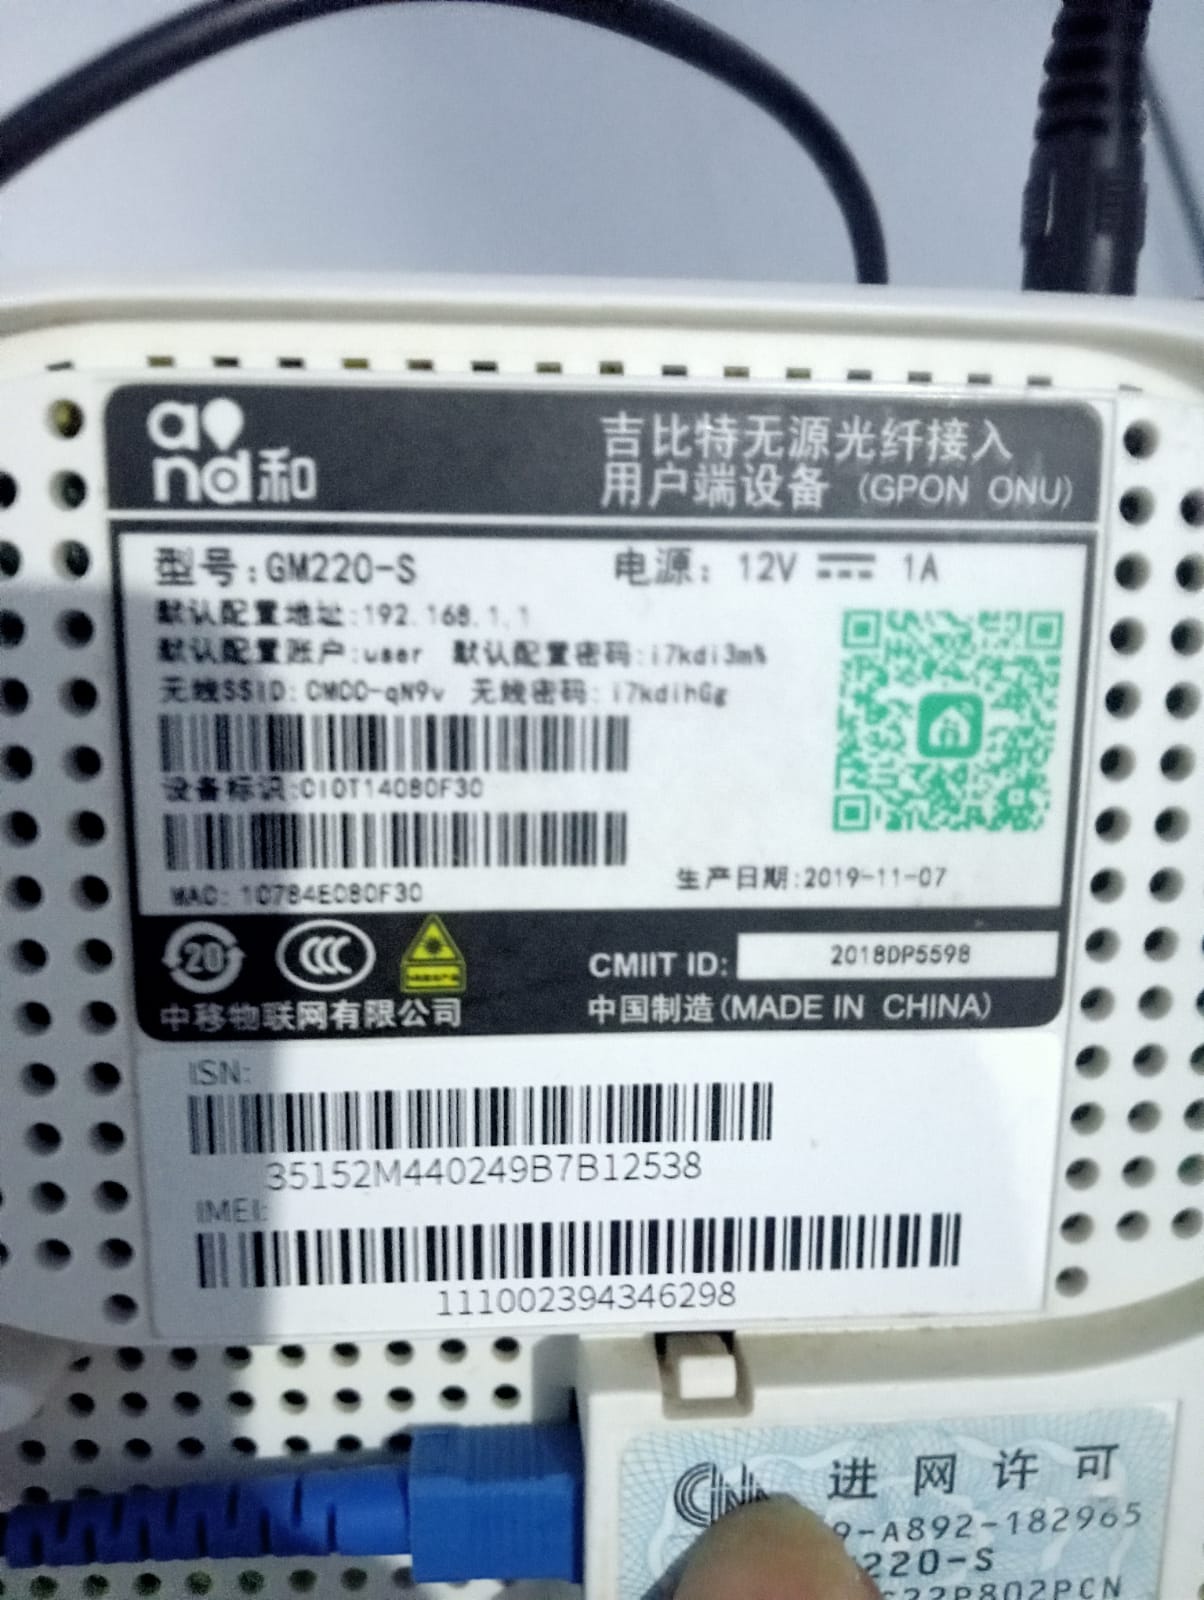 and和
吉比特无源光纤接入
用户端设备 (GPON ONU)
型号:GM220-S 电源: 12V 1A
默认配置地址:192.168.1.1
默认配置账户:user 默认配置密码:i7kdi3m%
无线SSID:CMCC-qN9v 无线密码:i7kdihGg
设备标识:CIOT14080F30
MAC: 10784E080F30
生产日期:2019-11-07
20 CCC
CMIIT ID: 2018DP5598
中移物联网有限公司 中国制造(MADE IN CHINA)
ISN:
35152M440249B7B12538
IMEI:
111002394346298
进网许可
9-A892-182965
220-S
C22P802PCN